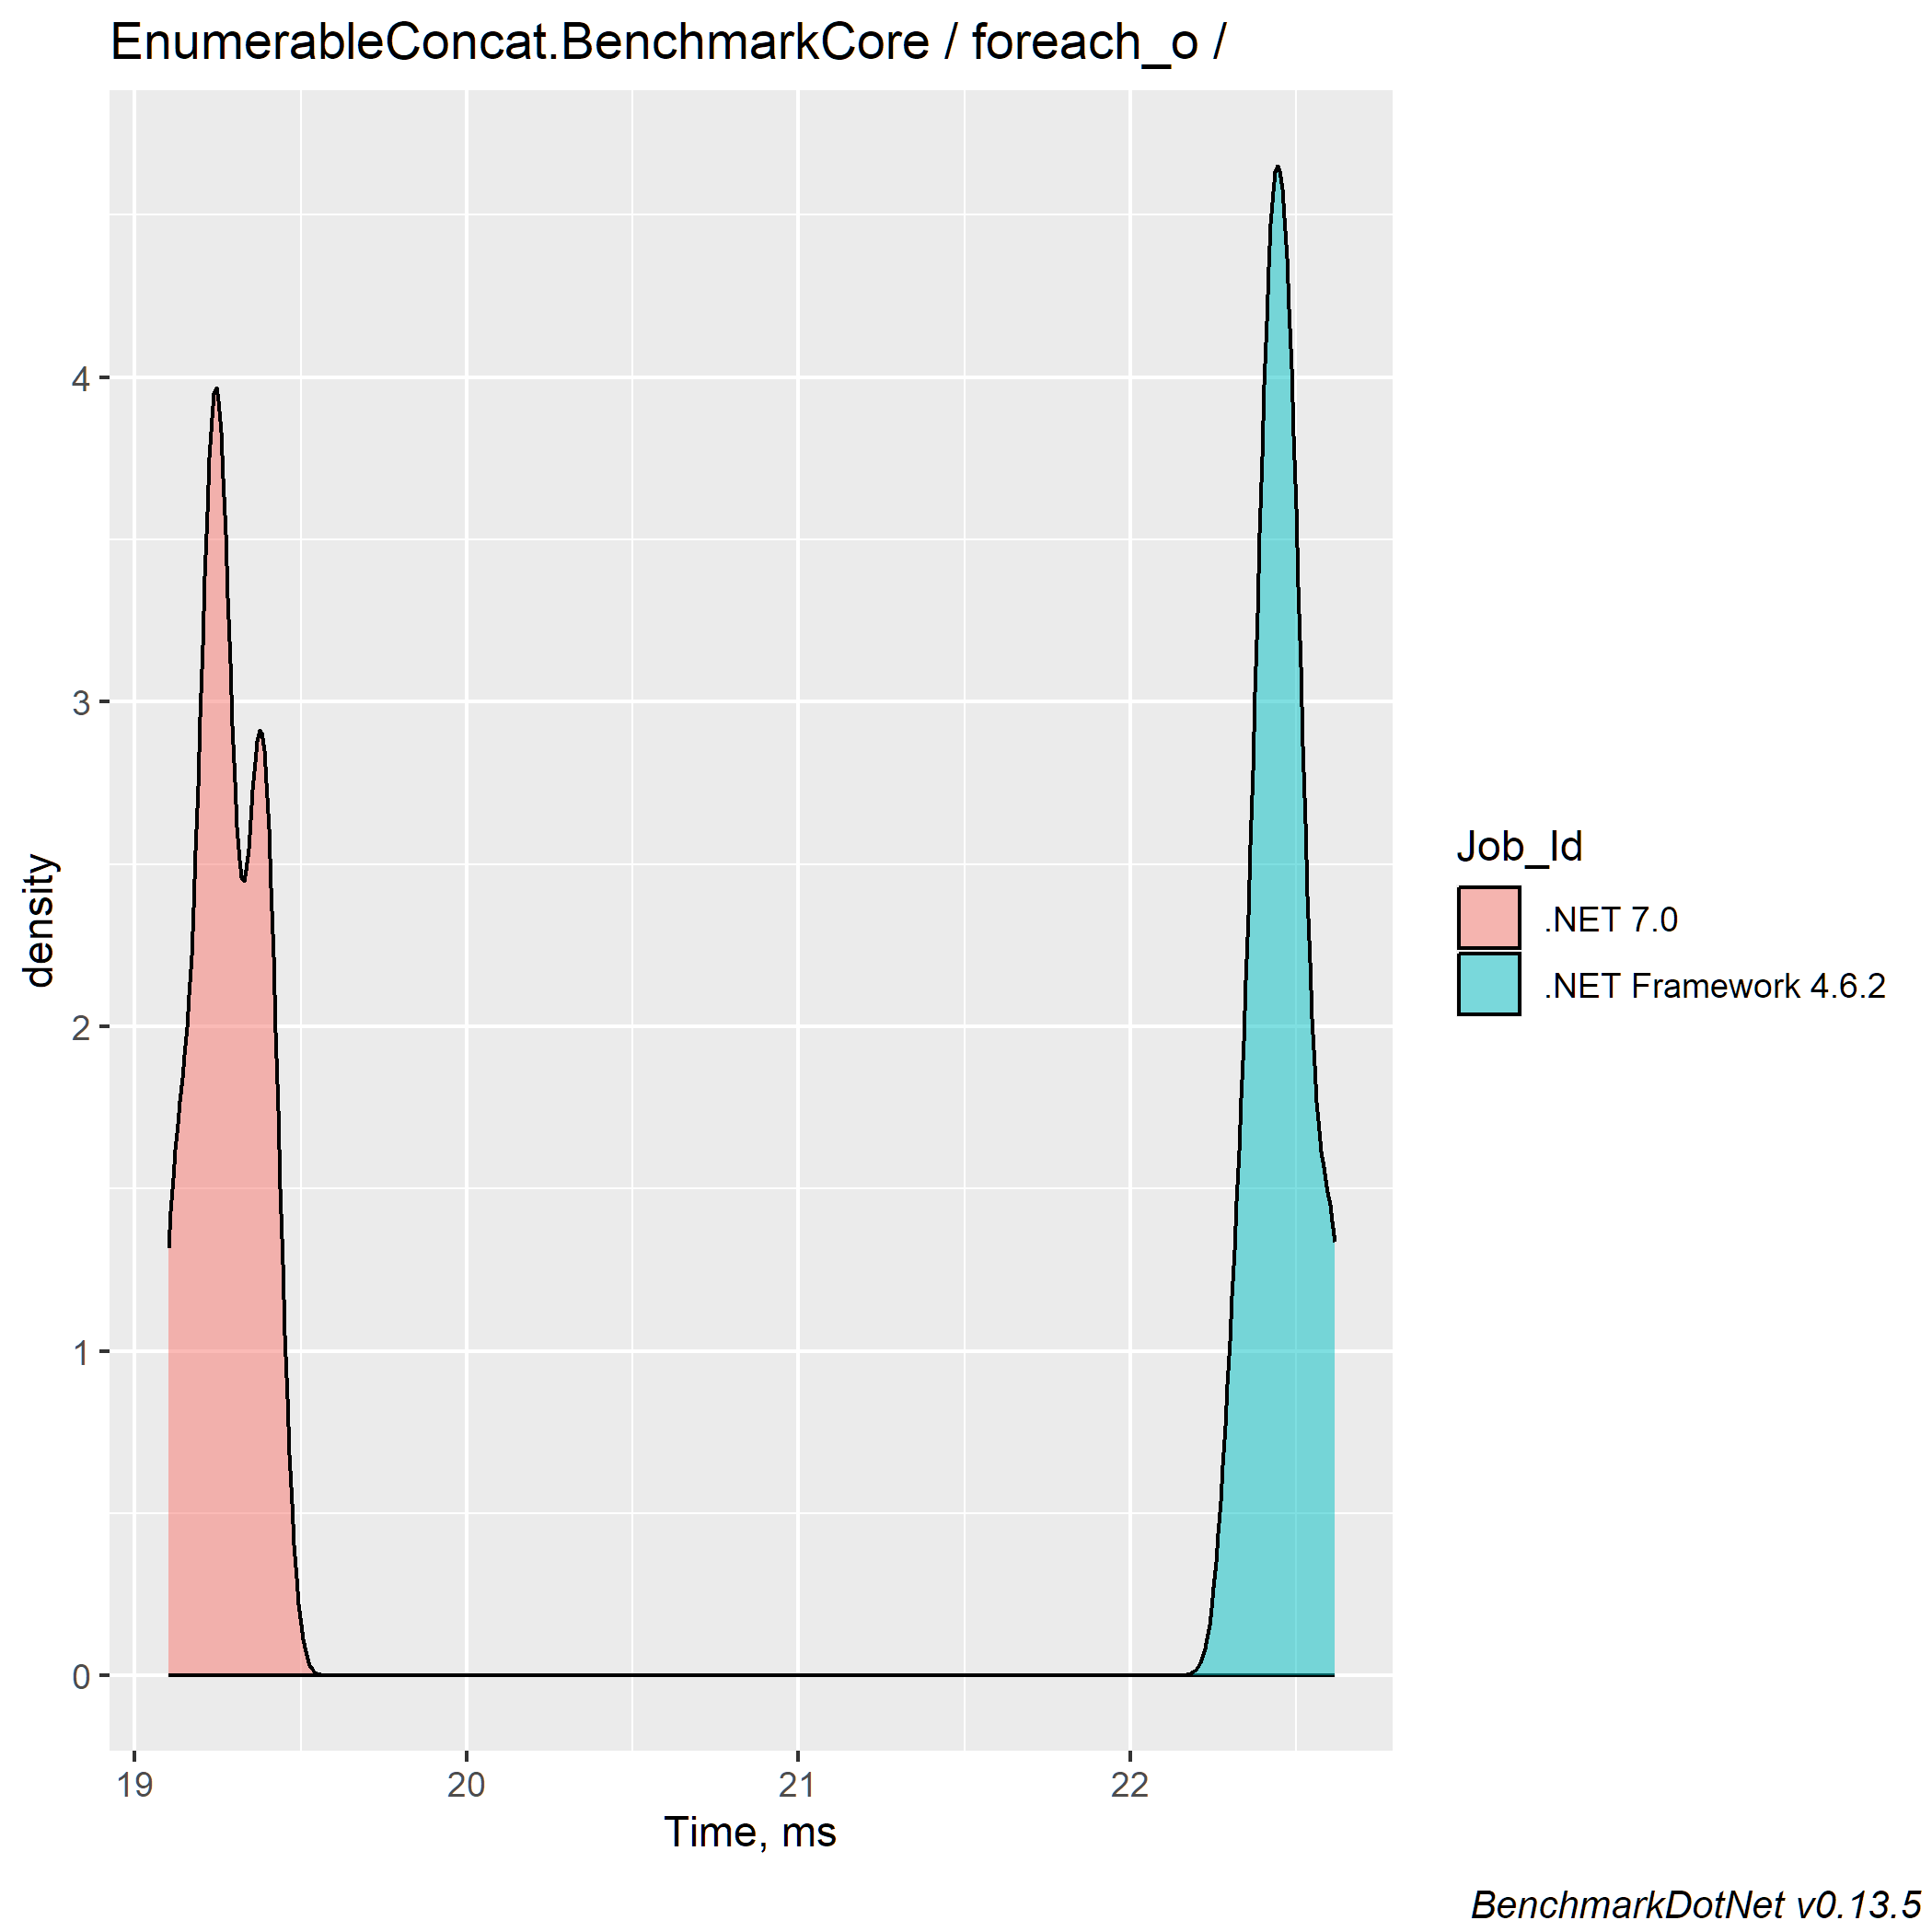 EnumerableConcat.BenchmarkCore / foreach_o /
density
4
3
2
1
0
19
20
21
22
Time, ms
Job_Id
.NET 7.0
.NET Framework 4.6.2
BenchmarkDotNet v0.13.5